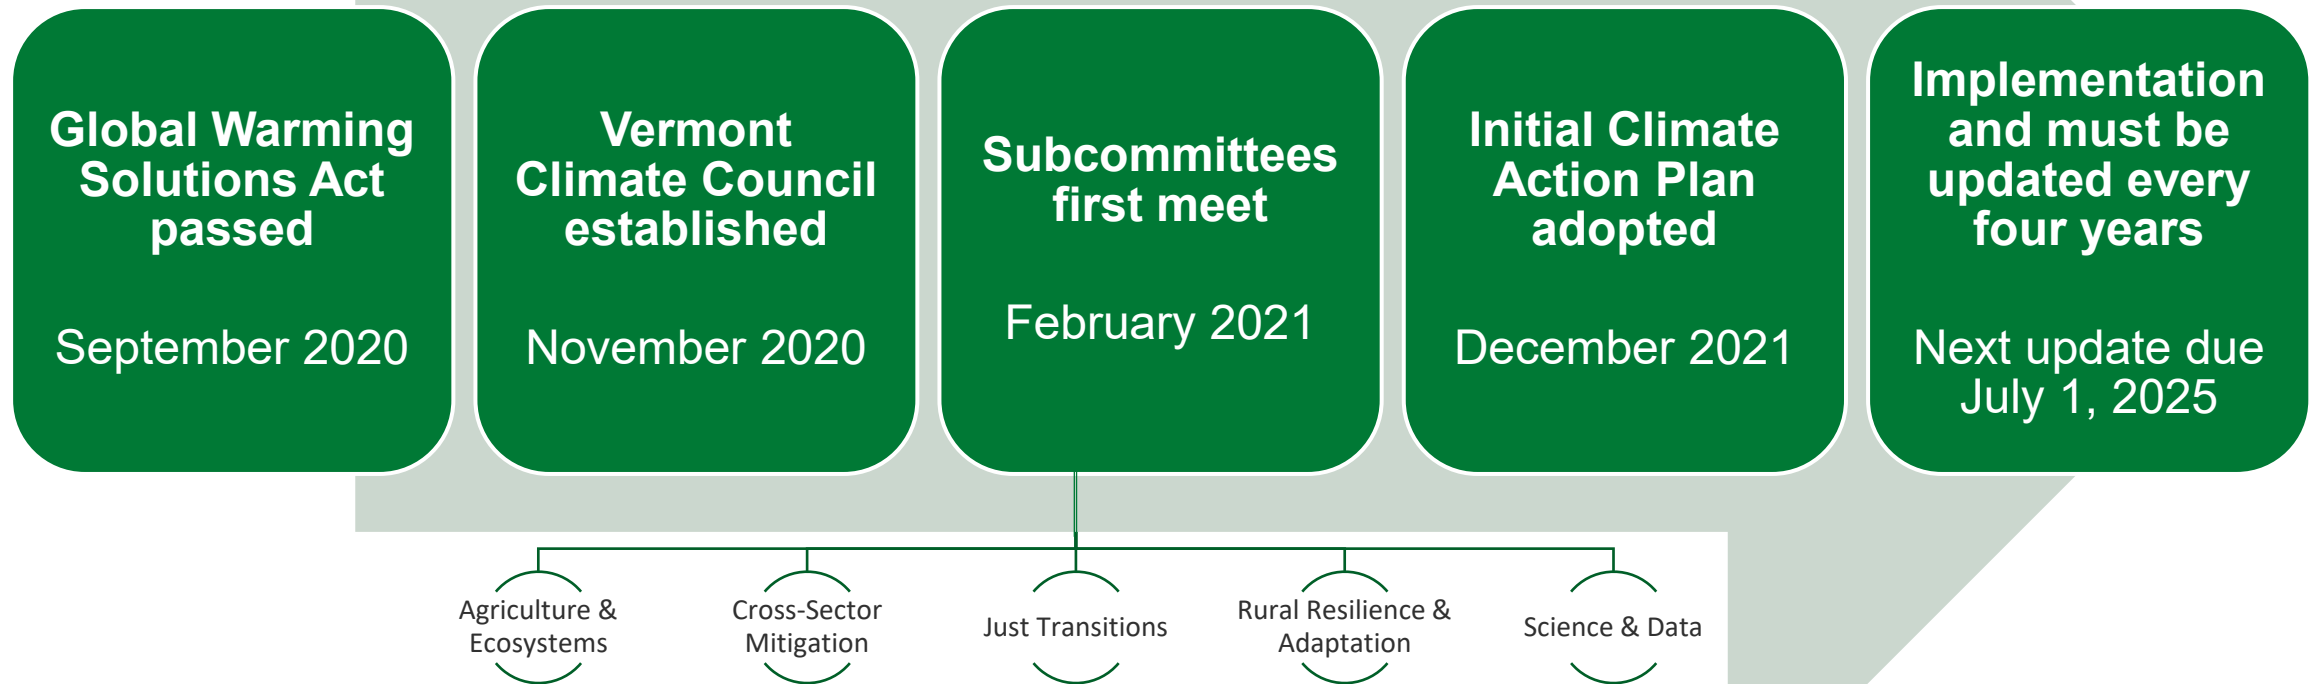 Global Warming
Solutions Act
passed
September 2020
Vermont
Climate Council
established
November 2020
Subcommittees
first meet
February 2021
Initial Climate
Action Plan
adopted
December 2021
Implementation
and must be
updated every
four years
Next update due
July 1, 2025
Agriculture &
Ecosystems
Cross-Sector
Mitigation
Just Transitions
Rural Resilience &
Adaptation
Science & Data